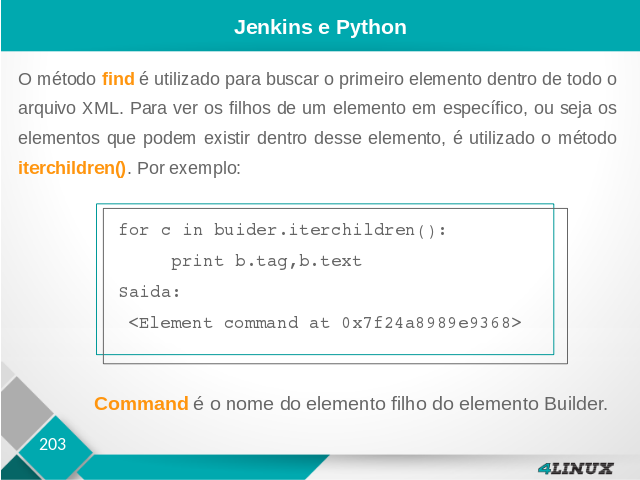 Jenkins e Python
O método find é utilizado para buscar o primeiro elemento dentro de todo o
arquivo XML. Para ver os filhos de um elemento em específico, ou seja os
elementos que podem existir dentro desse elemento, é utilizado o método
iterchildren(). Por exemplo:
for c in buider.iterchildren():
print b.tag,b.text
Saida:
<Element command at 0x7f24a8989e9368>
Command é o nome do elemento filho do elemento Builder.
203
4LINUX